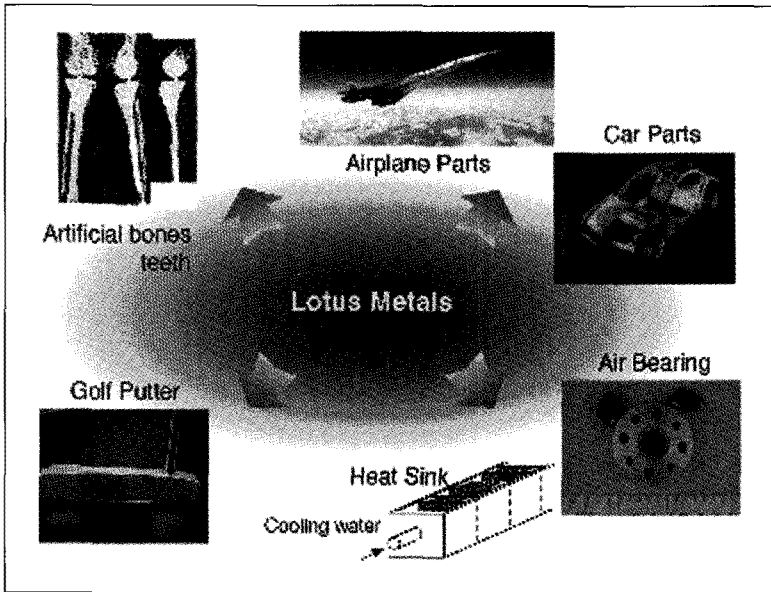 Airplane Parts
Car Parts
Artificial bones
teeth
Lotus Metals
Golf Putter
Air Bearing
Heat Sink
Cooling water